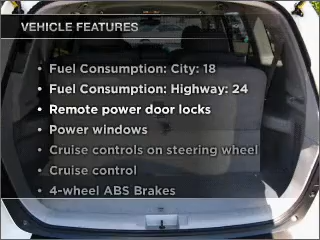 VEHICLE FEATURES
• Fuel Consumption: City: 18
• Fuel Consumption: Highway: 24
• Remote power door locks
• Power windows
• Cruise controls on steering wheel
• Cruise control
• 4-wheel ABS Brakes